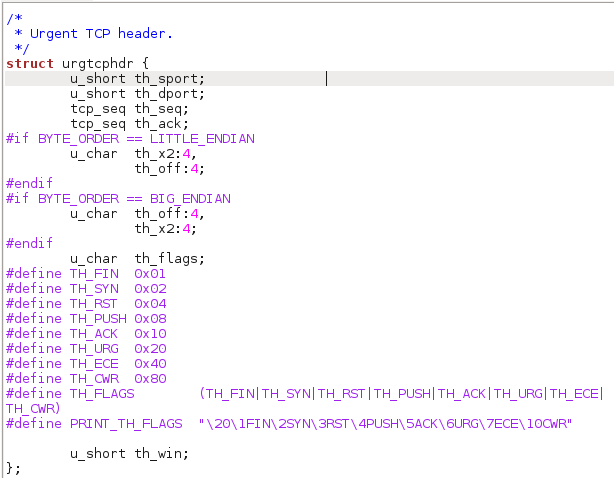 /*
 * Urgent TCP header.
 */
struct urgtcphdr {
        u_short th_sport;
        u_short th_dport;
        tcp_seq th_seq;
        tcp_seq th_ack;
#if BYTE_ORDER == LITTLE_ENDIAN
        u_char  th_x2:4,
                th_off:4;
#endif
#if BYTE_ORDER == BIG_ENDIAN
        u_char  th_off:4,
                th_x2:4;
#endif
        u_char  th_flags;
#define TH_FIN  0x01
#define TH_SYN  0x02
#define TH_RST  0x04
#define TH_PUSH 0x08
#define TH_ACK  0x10
#define TH_URG  0x20
#define TH_ECE  0x40
#define TH_CWR  0x80
#define TH_FLAGS        (TH_FIN|TH_SYN|TH_RST|TH_PUSH|TH_ACK|TH_URG|TH_ECE|
TH_CWR)
#define PRINT_TH_FLAGS  "\20\1FIN\2SYN\3RST\4PUSH\5ACK\6URG\7ECE\10CWR"

        u_short th_win;
};